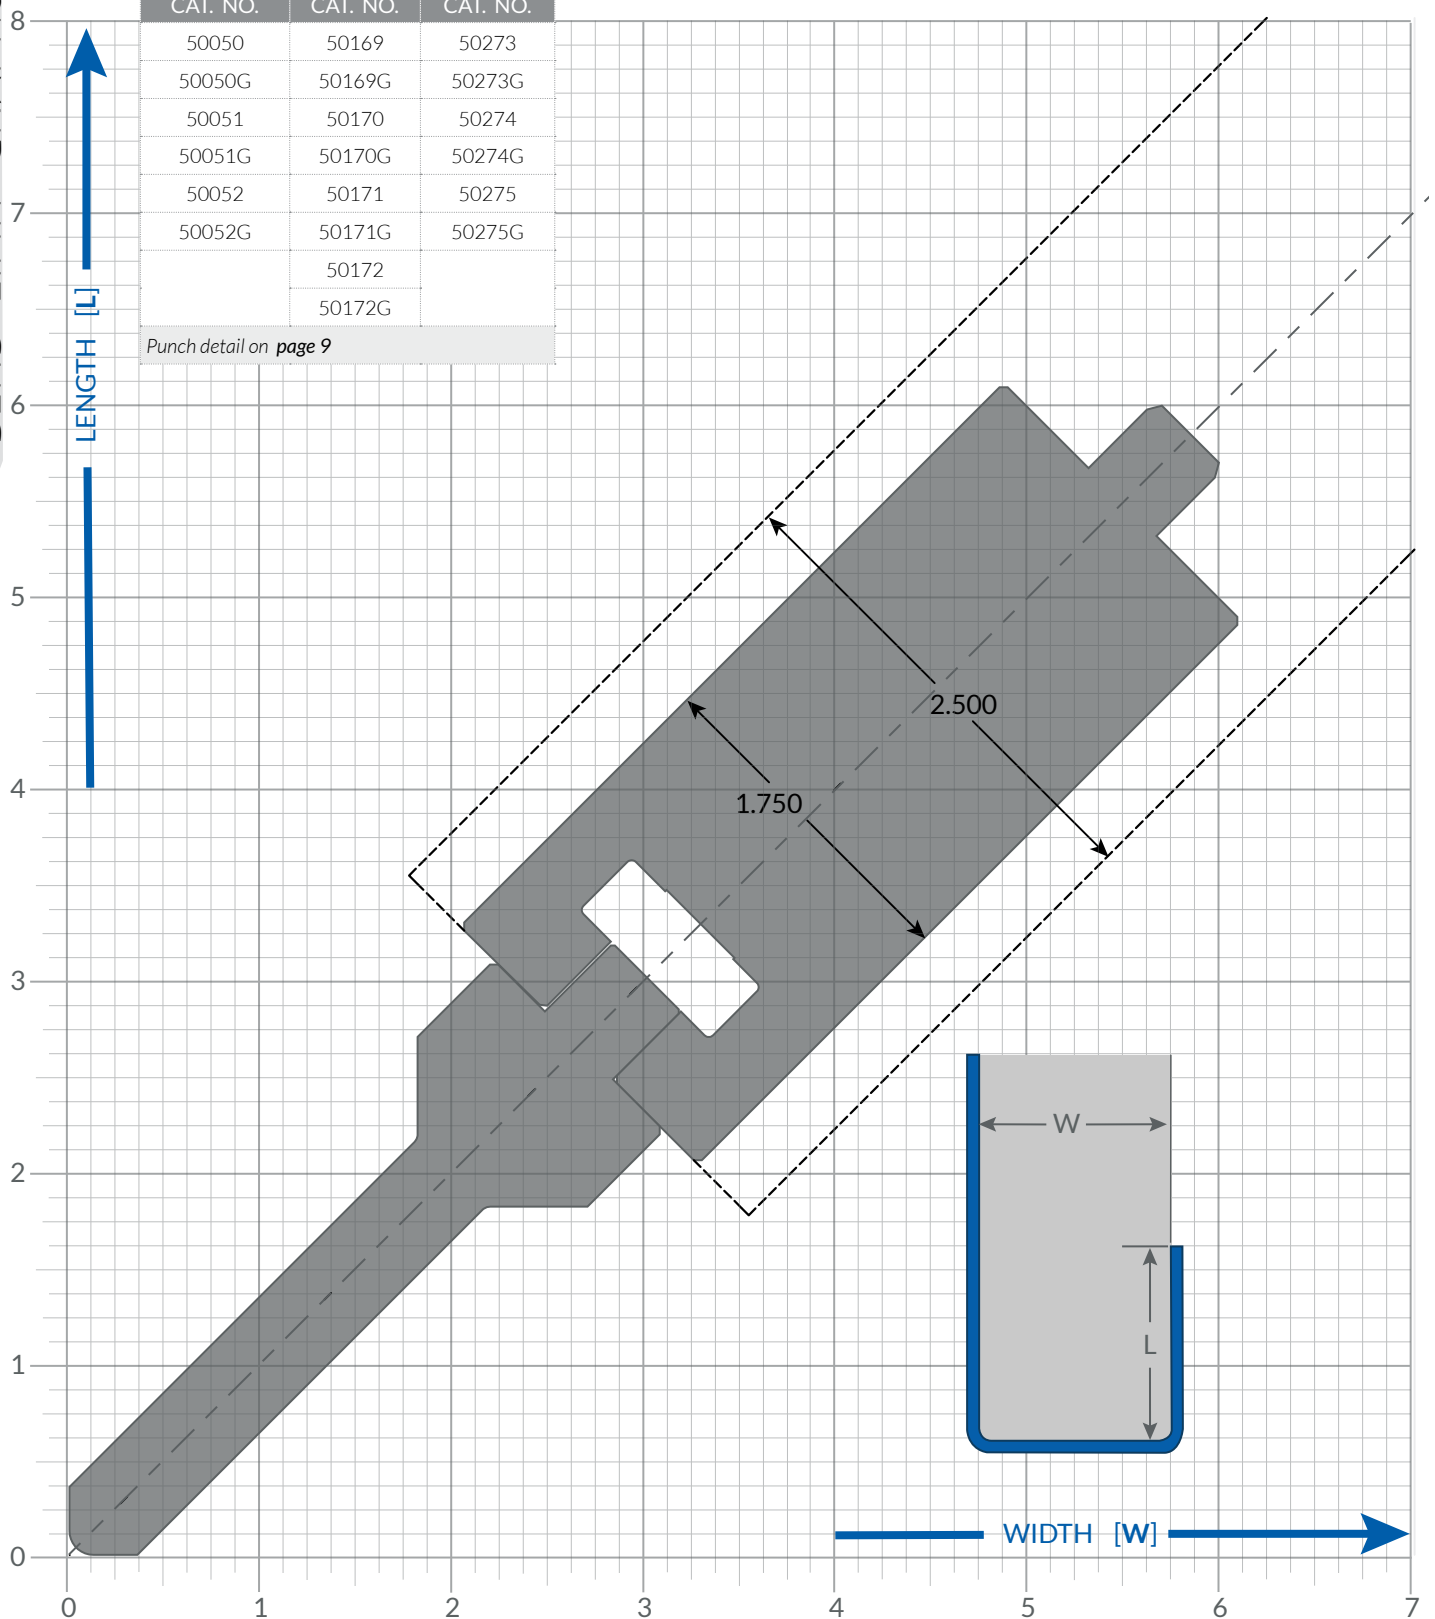 CAT. NO. CAT. NO. CAT. NO.
50050 50169 50273
50050G 50169G 50273G
50051 50170 50274
50051G 50170G 50274G
50052 50171 50275
50052G 50171G 50275G
50172
50172G
Punch detail on page 9
LENGTH [L]
8
7
6
5
4
3
2
1
0
2.500
1.750
W
L
WIDTH [W]
0 1 2 3 4 5 6 7